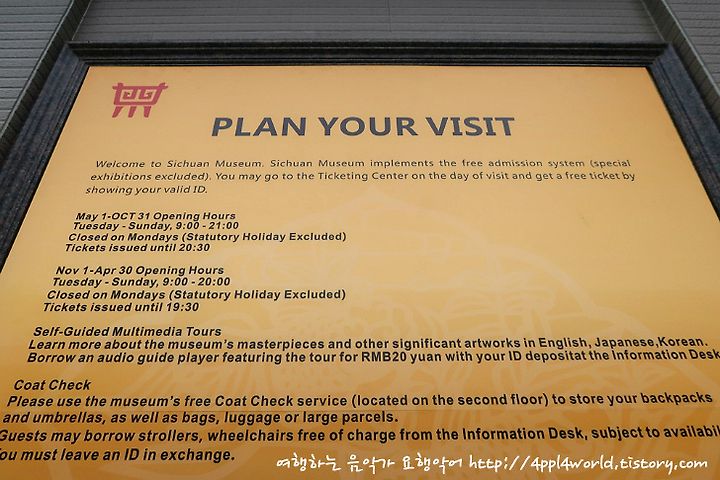 PLAN YOUR VISIT
Welcome to Sichuan Museum. Sichuan Museum implements the free admission system (special
exhibitions excluded). You may go to the Ticketing Center on the day of visit and get a free ticket by
showing your valid ID.
May 1-OCT 31 Opening Hours
Tuesday - Sunday, 9:00 - 21:00
Closed on Mondays (Statutory Holiday Excluded)
Tickets issued until 20:30
Nov 1-Apr 30 Opening Hours
Tuesday - Sunday, 9:00 - 20:00
Closed on Mondays (Statutory Holiday Excluded)
Tickets issued until 19:30
Self-Guided Multimedia Tours
Learn more about the museum's masterpieces and other significant artworks in English, Japanese,Korean.
Borrow an audio guide player featuring the tour for RMB20 yuan with your ID depositat the Information Desk
Coat Check
Please use the museum's free Coat Check service (located on the second floor) to store your backpacks
and umbrellas, as well as bags, luggage or large parcels.
Guests may borrow strollers, wheelchairs free of charge from the Information Desk, subject to availabil
ou must leave an ID in exchange.
여행하는 음악가 요행악어 http://4ppl4world.tistory.com